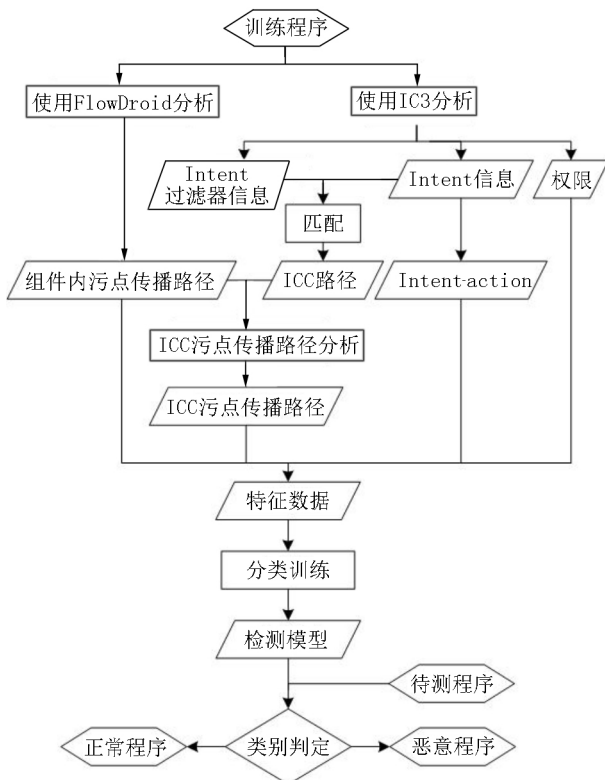 训练程序
使用FlowDroid分析
使用IC3分析
Intent
过滤器信息
Intent信息
权限
匹配
组件内污点传播路径
ICC路径
Intent-action
ICC污点传播路径分析
ICC污点传播路径
特征数据
分类训练
检测模型
待测程序
正常程序
类别判定
恶意程序